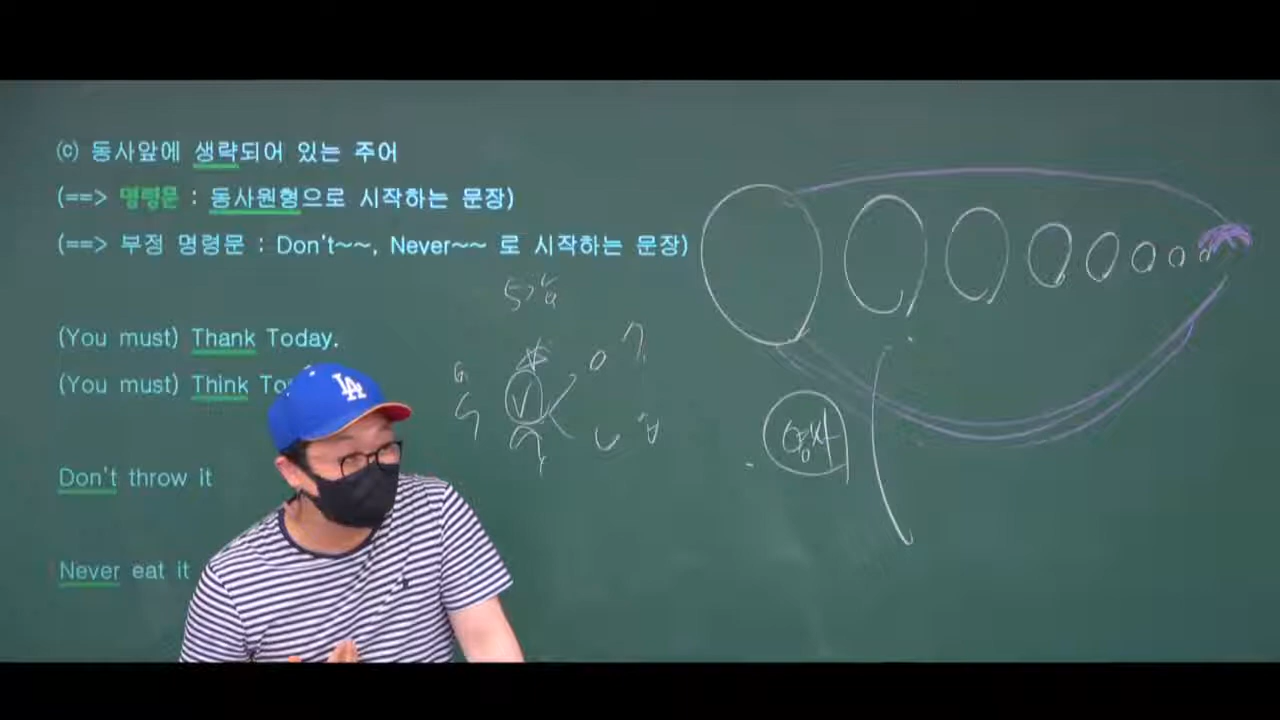 (c) 동사앞에 생략되어 있는 주어
(==> 명령문 : 동사원형으로 시작하는 문장)
(==> 부정 명령문 : Don't~~, Never~~ 로 시작하는 문장)
(You must) Thank Today.
(You must) Think
Don't throw it
Never eat it
LA
V